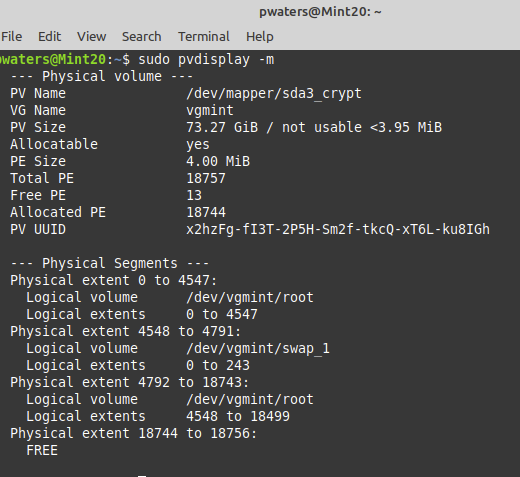 pwaters@Mint20: ~
File Edit View Search Terminal Help
pwaters@Mint20:~$ sudo pvdisplay -m
--- Physical volume ---
PV Name /dev/mapper/sda3_crypt
VG Name vgmint
PV Size 73.27 GiB / not usable <3.95 MiB
Allocatable yes
PE Size 4.00 MiB
Total PE 18757
Free PE 13
Allocated PE 18744
PV UUID x2hzFg-fI3T-2P5H-Sm2f-tkcQ-xT6L-ku8IGh
--- Physical Segments ---
Physical extent 0 to 4547:
Logical volume /dev/vgmint/root
Logical extents 0 to 4547
Physical extent 4548 to 4791:
Logical volume /dev/vgmint/swap_1
Logical extents 0 to 243
Physical extent 4792 to 18743:
Logical volume /dev/vgmint/root
Logical extents 4548 to 18499
Physical extent 18744 to 18756:
FREE